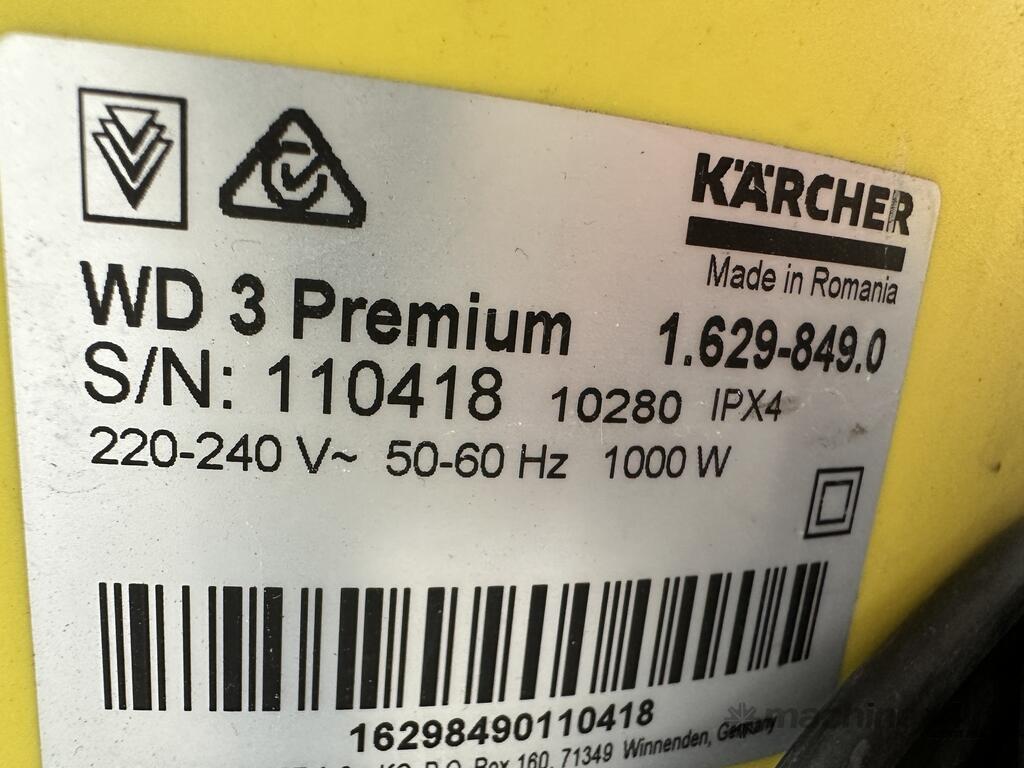 KÄRCHER
Made in Romania
WD 3 Premium 1.629-849.0
S/N: 110418 10280 IPX4
220-240 V~ 50-60 Hz 1000 W
16298490110418
KG, P.O. Box 160, 71349 Winnenden, Germany